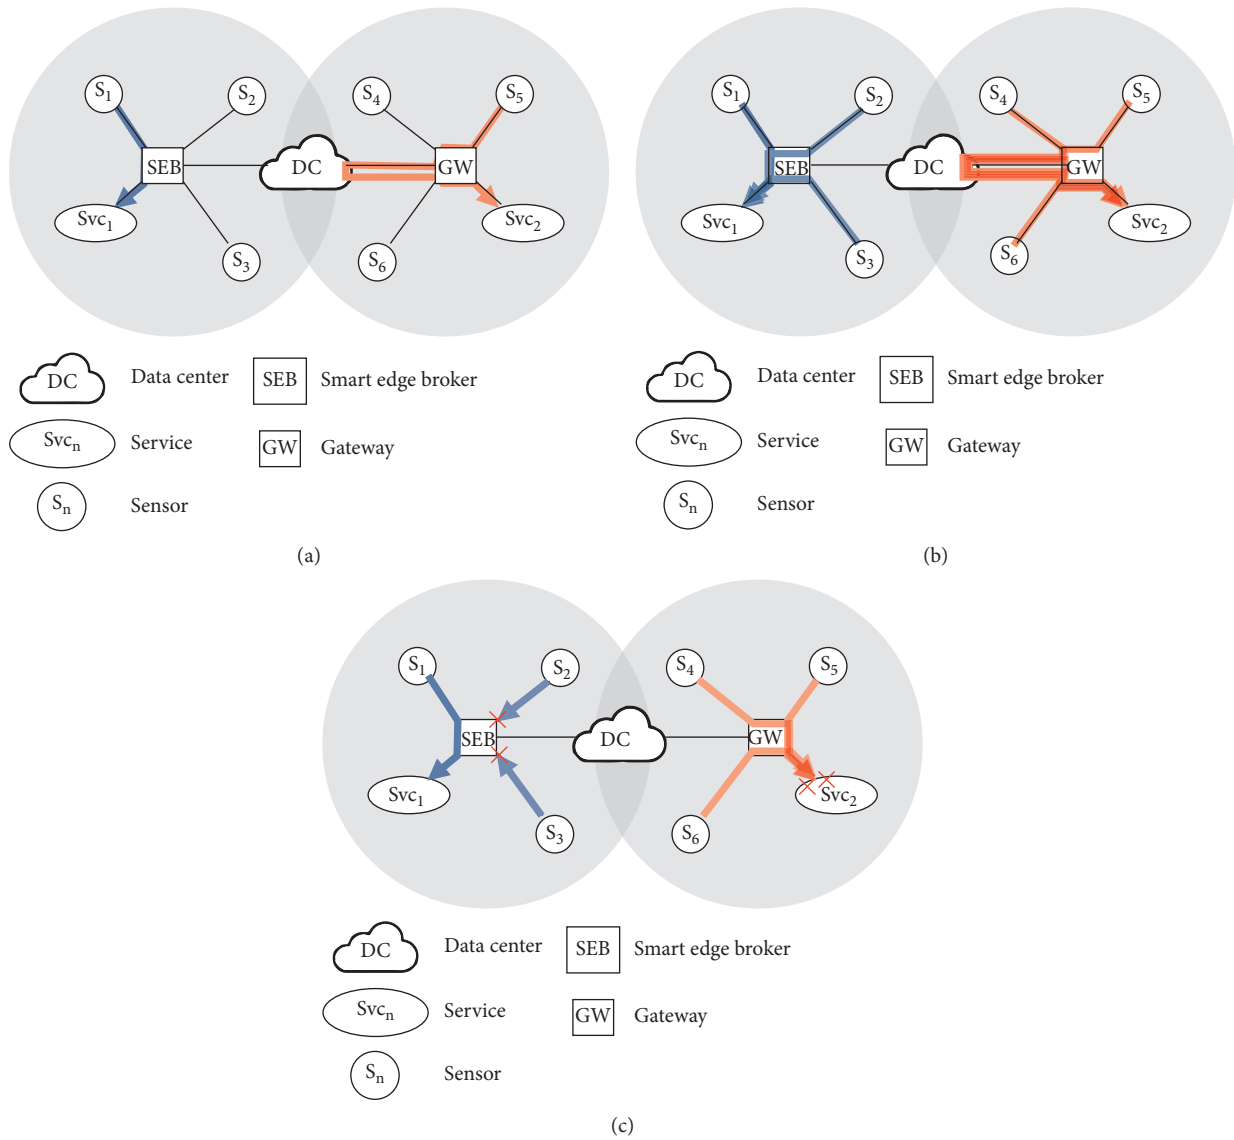 S1 S2 S4 S5
SEB DC GW
Svc1 Svc2
S3 S6
DC Data center SEB Smart edge broker
Svcn Service GW Gateway
Sn Sensor
(a)
S1 S2 S4 S5
SEB DC GW
Svc1 Svc2
S3 S6
DC Data center SEB Smart edge broker
Svcn Service GW Gateway
Sn Sensor
(b)
S1 S2 S4 S5
SEB DC GW
Svc1 Svc2
S3 S6
DC Data center SEB Smart edge broker
Svcn Service GW Gateway
Sn Sensor
(c)